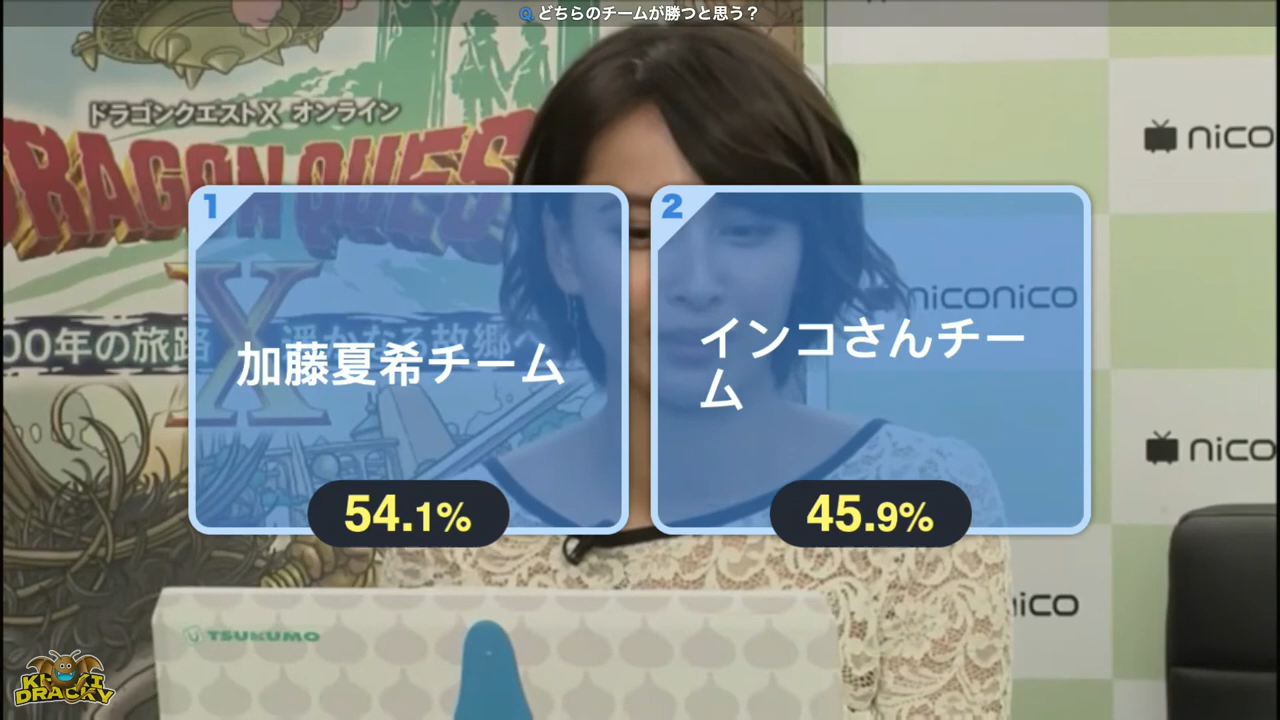 Q どちらのチームが勝つと思う？
ドラゴンクエストX オンライン
DRAGON QUES
X
00年の旅路 遥かなる故郷へ
nico
niconico
nico
nico
1
加藤夏希チーム
54.1%
2
インコさんチー
ム
45.9%
TSUKUMO
DRACKY